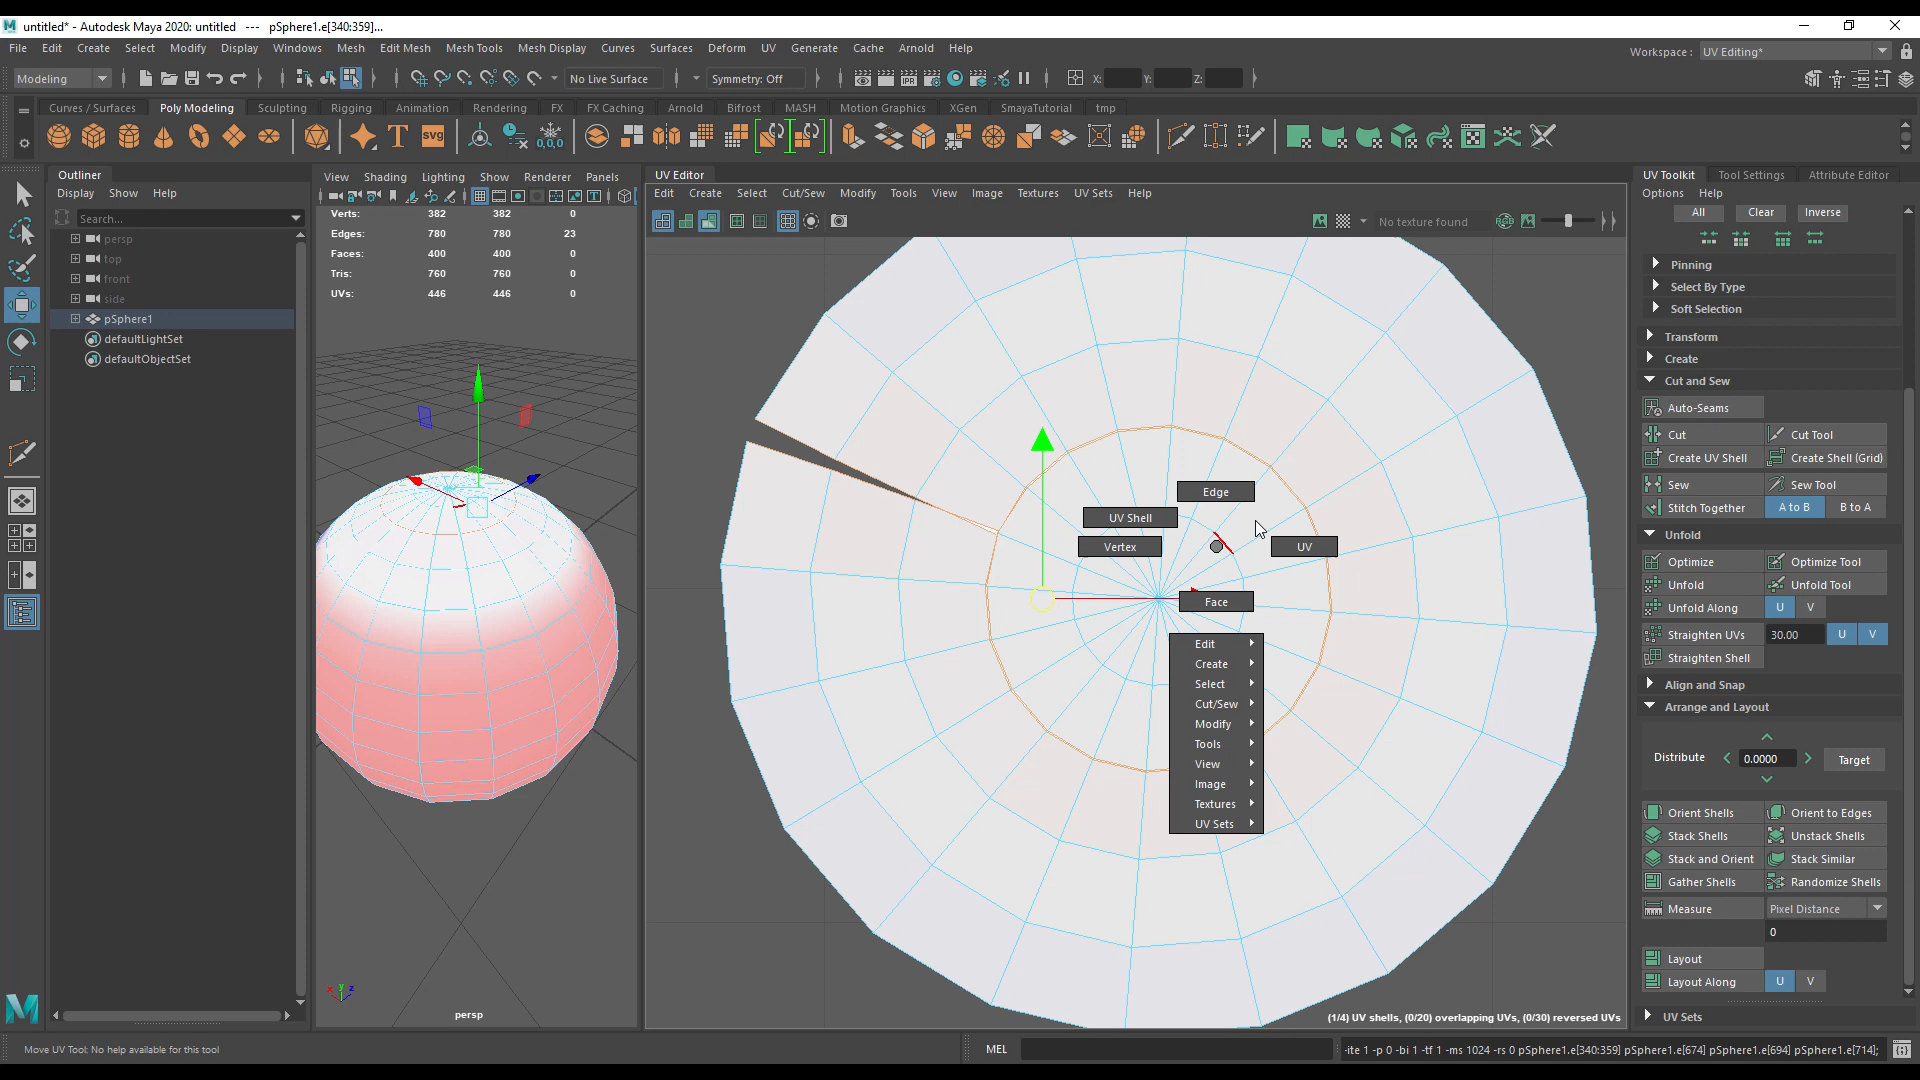 untitled* - Autodesk Maya 2020: untitled --- pSphere1.e[340:359]...
File Edit Create Select Modify Display Windows Mesh Edit Mesh Mesh Tools Mesh Display Curves Surfaces Deform UV Generate Cache Arnold Help
Workspace : UV Editing*
Modeling
No Live Surface
Symmetry: Off
X: Y: Z:
Curves / Surfaces Poly Modeling Sculpting Rigging Animation Rendering FX FX Caching Arnold Bifrost MASH Motion Graphics XGen SmayaTutorial tmp
T svg 0,0,0
Outliner
Display Show Help
Search...
persp
top
front
side
pSphere1
defaultLightSet
defaultObjectSet
View Shading Lighting Show Renderer Panels
Verts: 382 382 0
Edges: 780 780 23
Faces: 400 400 0
Tris: 760 760 0
UVs: 446 446 0
x y z
persp
UV Editor
Edit Create Select Cut/Sew Modify Tools View Image Textures UV Sets Help
No texture found
RGB
Edge
UV Shell
Vertex
UV
Face
Edit
Create
Select
Cut/Sew
Modify
Tools
View
Image
Textures
UV Sets
(1/4) UV shells, (0/20) overlapping UVs, (0/30) reversed UVs
UV Toolkit Tool Settings Attribute Editor
Options Help
All Clear Inverse
Pinning
Select By Type
Soft Selection
Transform
Create
Cut and Sew
Auto-Seams
Cut Cut Tool
Create UV Shell Create Shell (Grid)
Sew Sew Tool
Stitch Together A to B B to A
Unfold
Optimize Optimize Tool
Unfold Unfold Tool
Unfold Along U V
Straighten UVs 30.00 U V
Straighten Shell
Align and Snap
Arrange and Layout
Distribute 0.0000 Target
Orient Shells Orient to Edges
Stack Shells Unstack Shells
Stack and Orient Stack Similar
Gather Shells Randomize Shells
Measure Pixel Distance
0
Layout
Layout Along U V
UV Sets
Move UV Tool: No help available for this tool
MEL
-ite 1 -p 0 -bi 1 -tf 1 -ms 1024 -rs 0 pSphere1.e[340:359] pSphere1.e[674] pSphere1.e[694] pSphere1.e[714];